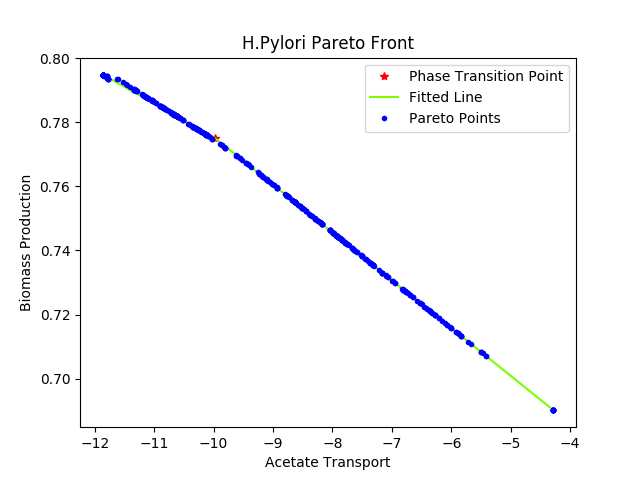 H.Pylori Pareto Front
Phase Transition Point
Fitted Line
Pareto Points
Biomass Production
0.80
0.78
0.76
0.74
0.72
0.70
−12 −11 −10 −9 −8 −7 −6 −5 −4
Acetate Transport